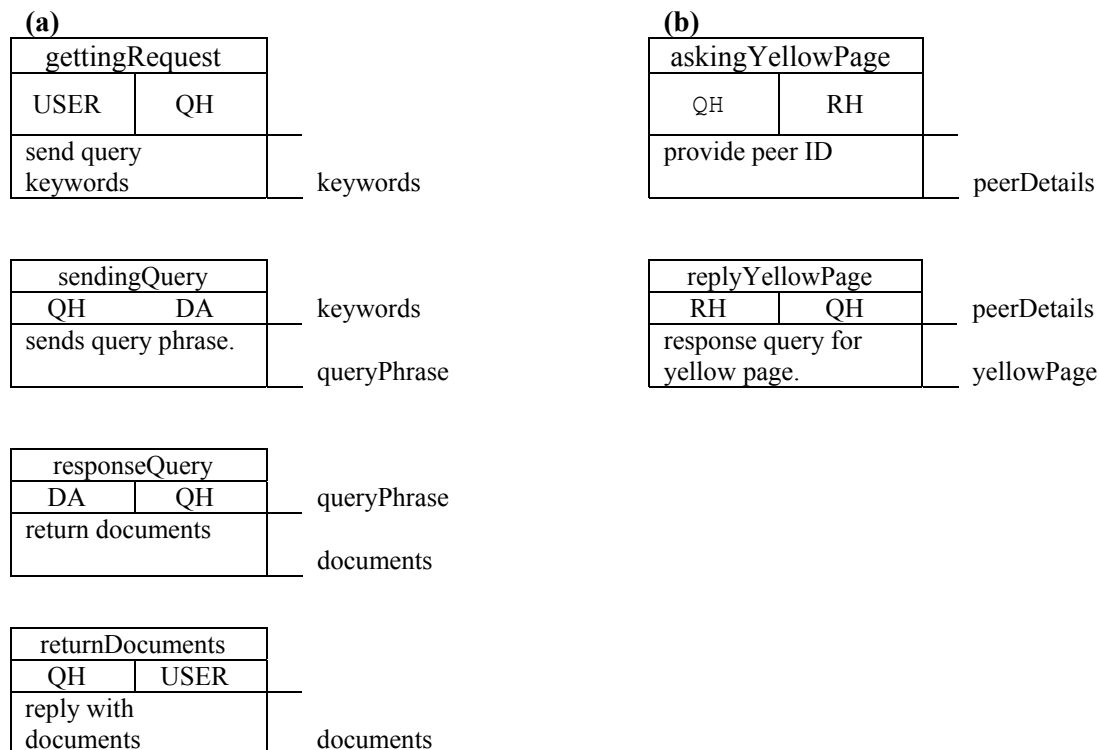 (a)
gettingRequest
USER QH
send query
keywords keywords
sendingQuery
QH DA keywords
sends query phrase.
queryPhrase
responseQuery
DA QH queryPhrase
return documents
documents
returnDocuments
QH USER
reply with
documents documents
(b)
askingYellowPage
QH RH
provide peer ID
peerDetails
replyYellowPage
RH QH peerDetails
response query for
yellow page. yellowPage